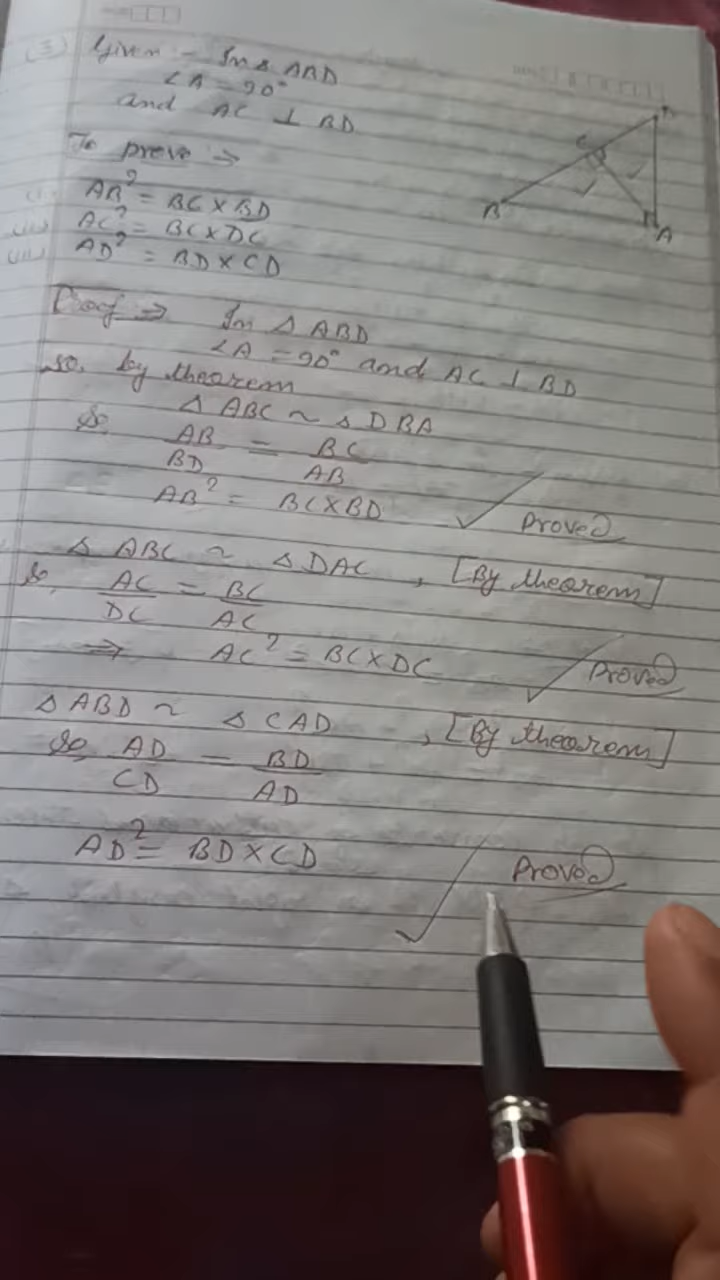 (3) Given - In △ ABD
∠A = 90°
and AC ⊥ BD
To prove ⇒
AB² = BC × BD
AC² = BC × DC
AD² = BD × CD
D
C
B
A
Proof ⇒ In △ ABD
∠A = 90° and AC ⊥ BD
so, by theorem
△ ABC ~ △ DBA
So AB/BD = BC/AB
AB² = BC×BD Proved
△ ABC ~ △ DAC, [By theorem]
So, AC/DC = BC/AC
⇒ AC² = BC×DC Proved
△ ABD ~ △ CAD, [By theorem]
So, AD/CD = BD/AD
AD² = BD×CD Proved